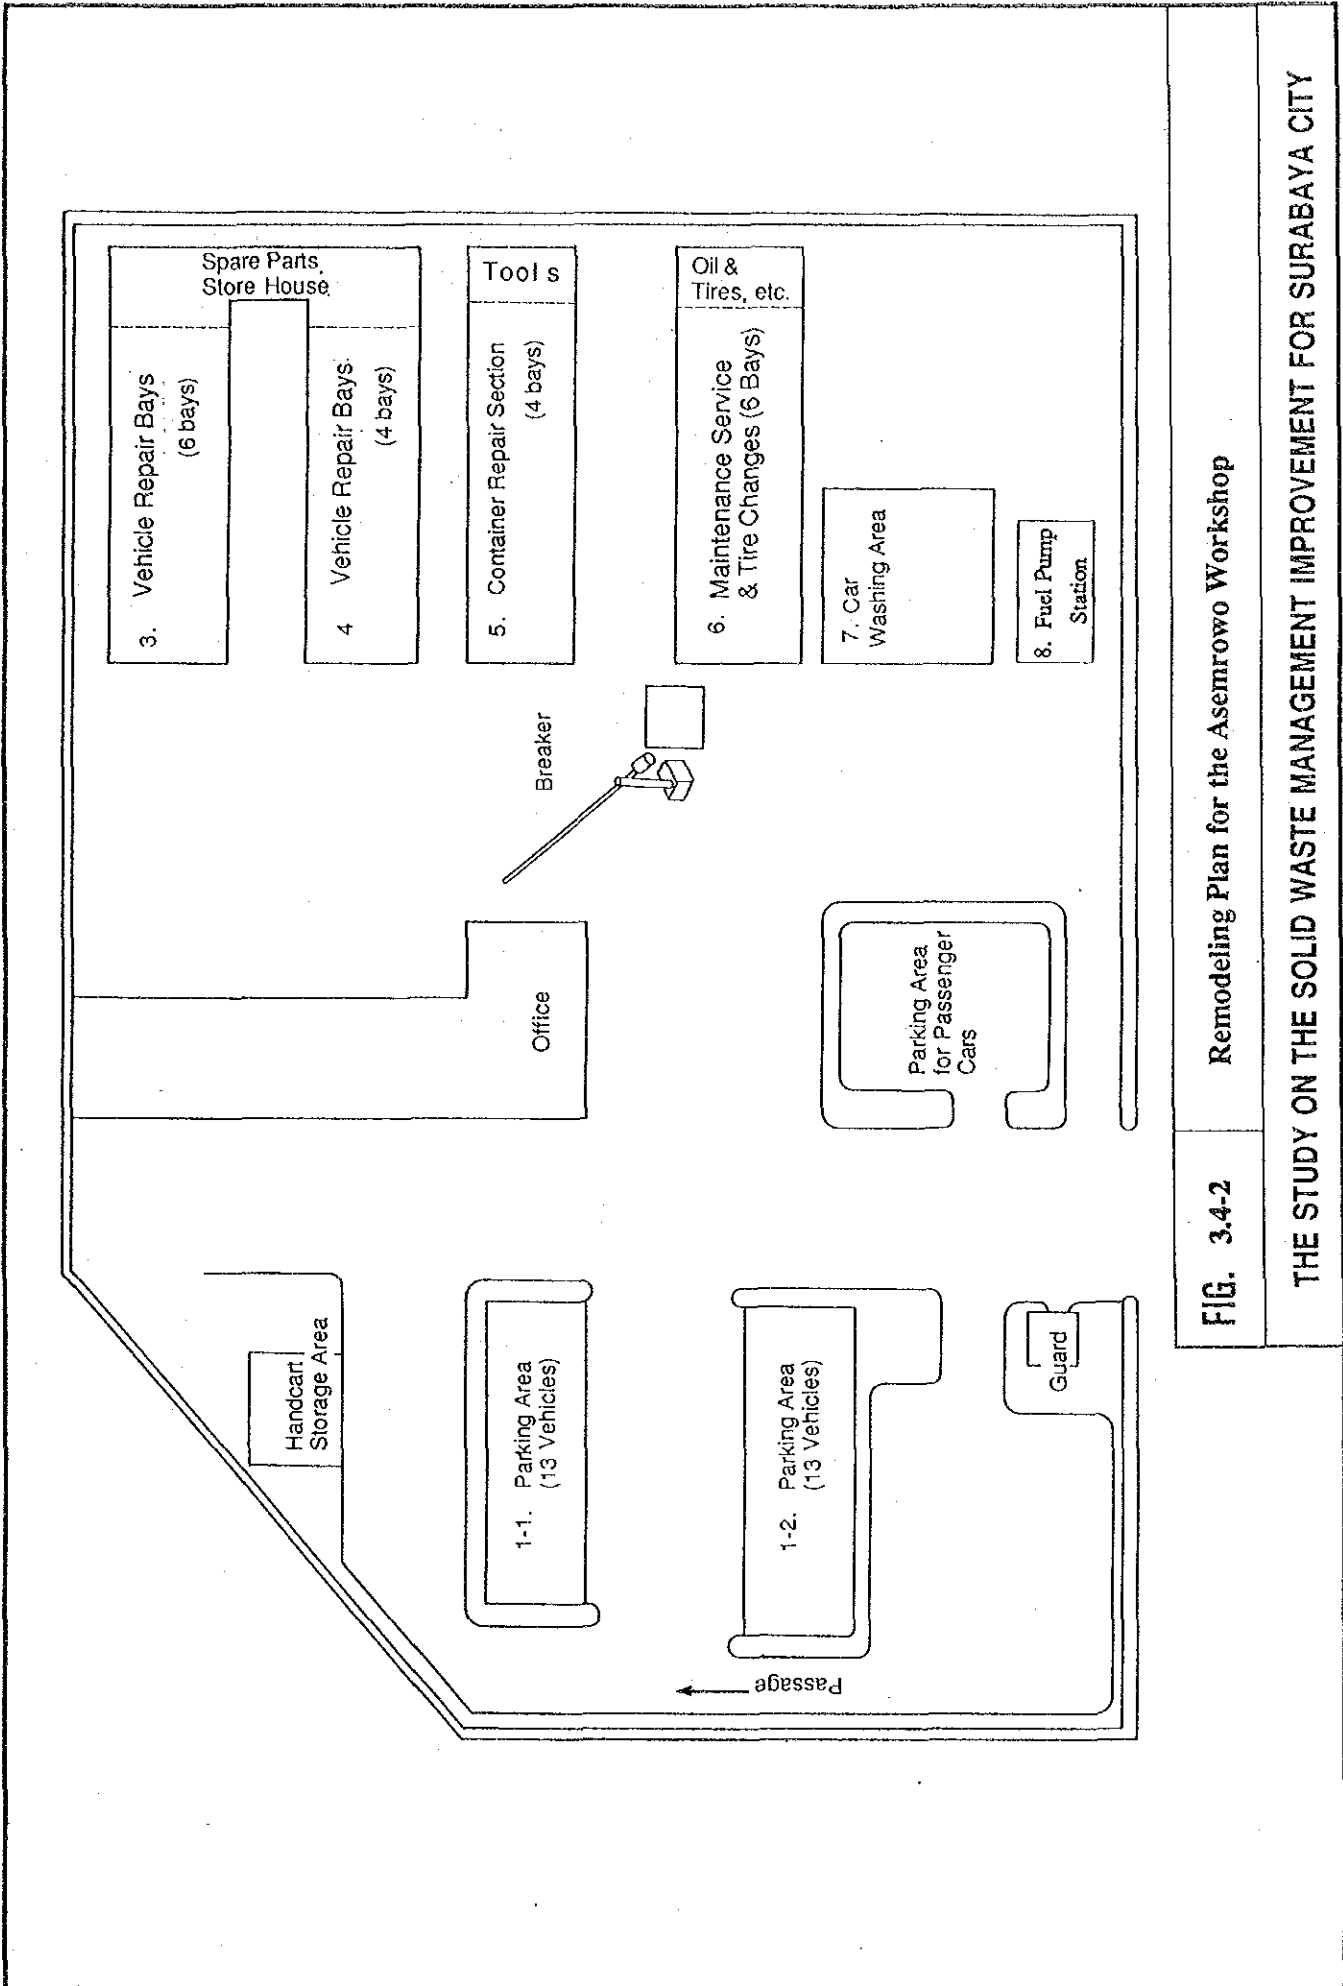 Spare Parts,
Store House
3. Vehicle Repair Bays
(6 bays)
4 Vehicle Repair Bays.
(4 bays)
Tools
5. Container Repair Section
(4 bays)
Oil &
Tires, etc.
6. Maintenance Service
& Tire Changes (6 Bays)
7. Car
Washing Area
8. Fuel Pump
Station
Breaker
Office
Parking Area
for Passenger
Cars
Handcart
Storage Area
1-1. Parking Area
(13 Vehicles)
1-2. Parking Area
(13 Vehicles)
Guard
Passage
FIG. 3.4-2
Remodeling Plan for the Asemrowo Workshop
THE STUDY ON THE SOLID WASTE MANAGEMENT IMPROVEMENT FOR SURABAYA CITY